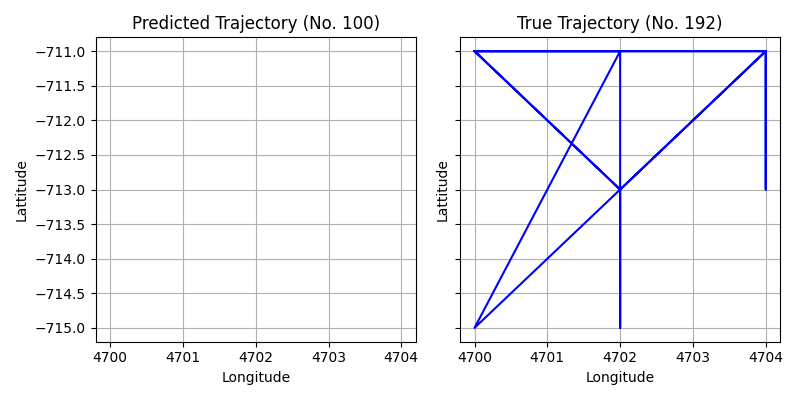 Predicted Trajectory (No. 100)
True Trajectory (No. 192)
−711.0
−711.5
−712.0
−712.5
−713.0
−713.5
−714.0
−714.5
−715.0
Lattitude
Lattitude
4700 4701 4702 4703 4704
4700 4701 4702 4703 4704
Longitude
Longitude